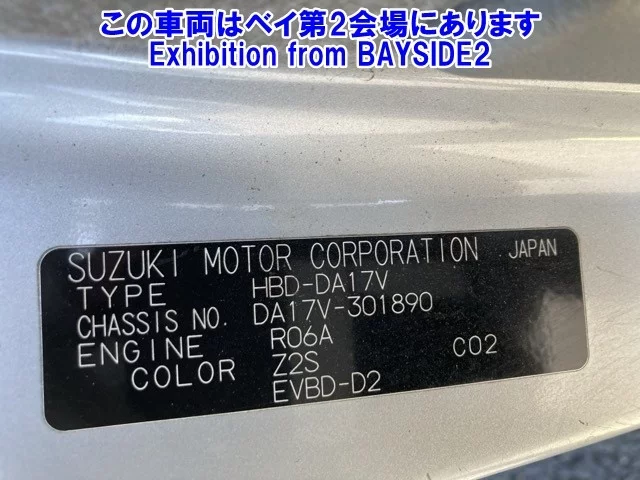 この車両はベイ第2会場にあります
Exhibition from BAYSIDE2
SUZUKI MOTOR CORPORATION JAPAN
TYPE HBD-DA17V
CHASSIS NO. DA17V-301890
ENGINE R06A CO2
COLOR Z2S
EVBD-D2